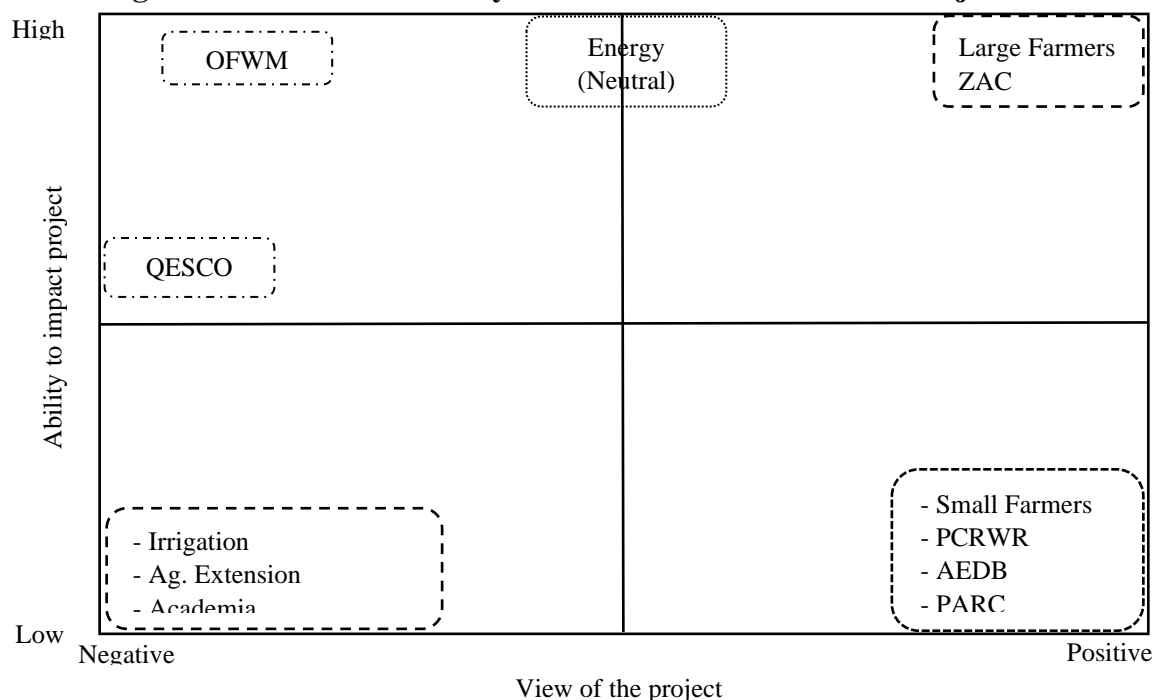 High
OFWM
Energy
(Neutral)
Large Farmers
ZAC
Ability to impact project
QESCO
- Irrigation
- Ag. Extension
- Academia
- Small Farmers
- PCRWR
- AEDB
- PARC
Low
Negative
Positive
View of the project